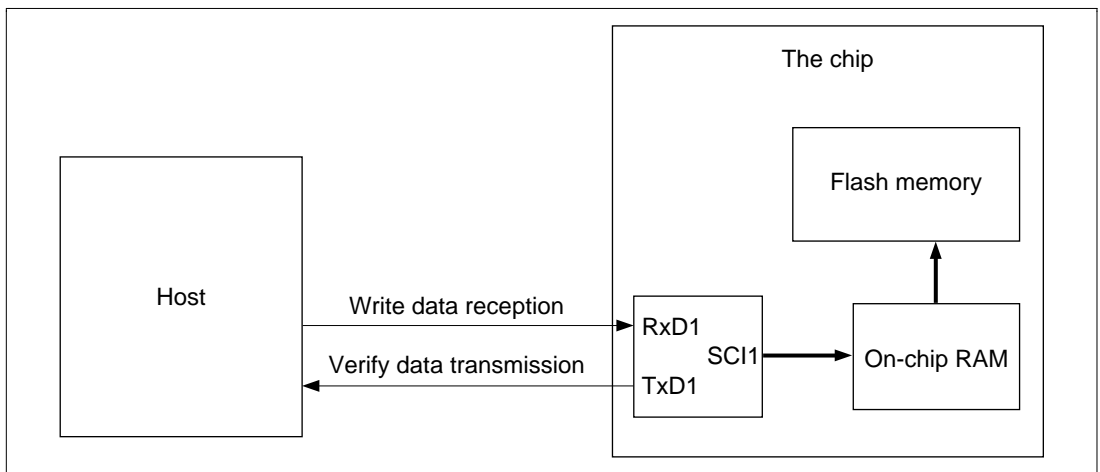 The chip
Flash memory
Host
Write data reception
RxD1
SCI1
On-chip RAM
Verify data transmission
TxD1